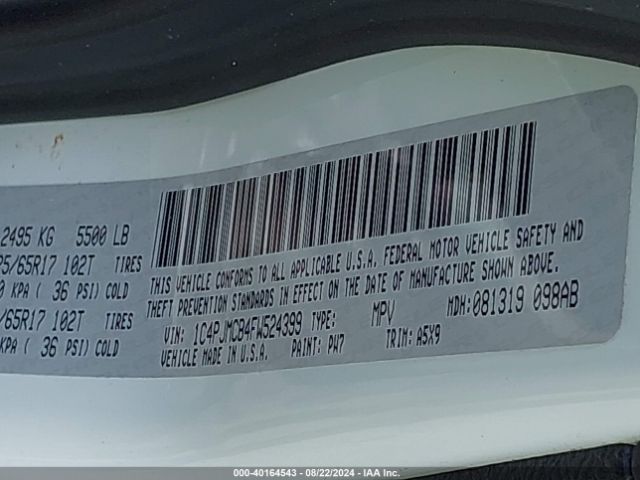 2495 KG 5500 LB
5/65R17 102T TIRES
0 KPA ( 36 PSI) COLD
/65R17 102T TIRES
KPA ( 36 PSI) COLD
THIS VEHICLE CONFORMS TO ALL APPLICABLE U.S.A. FEDERAL MOTOR VEHICLE SAFETY AND
THEFT PREVENTION STANDARDS IN EFFECT ON THE DATE OF MANUFACTURE SHOWN ABOVE.
VIN: 1C4PJMCB4FW524399 TYPE: MPV MDH: 081319 098AB
VEHICLE MADE IN U.S.A. PAINT: PW7 TRIM: A5X9
000-40164543 - 08/22/2024 - IAA Inc.